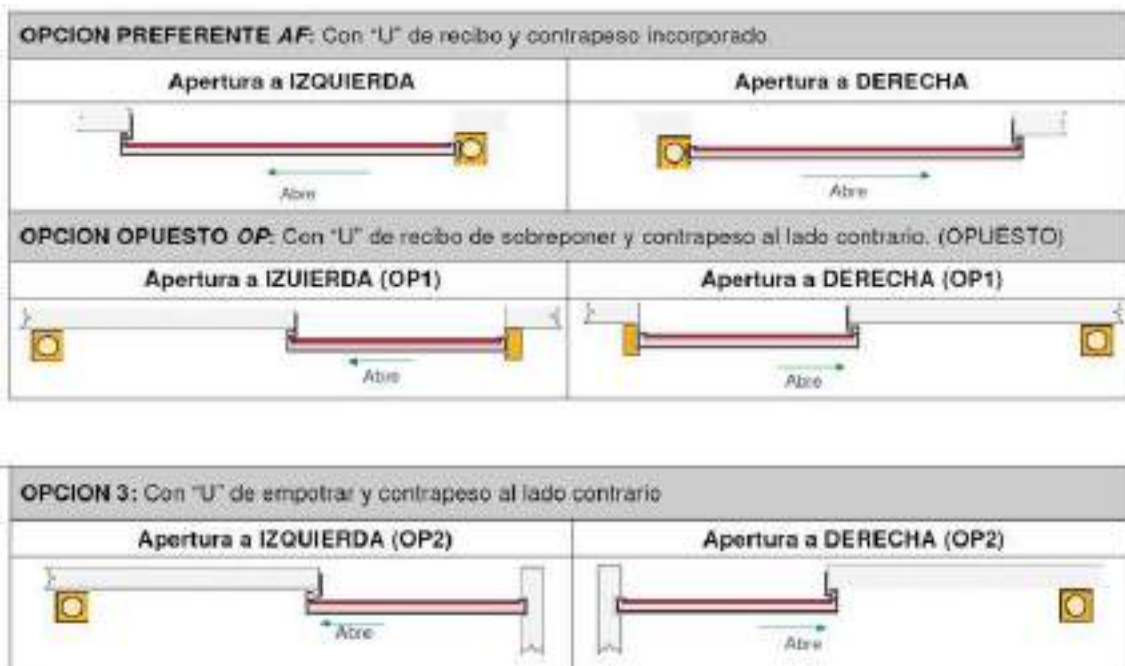 OPCION PREFERENTE AF: Con "U" de recibo y contrapeso incorporado
Apertura a IZQUIERDA
Apertura a DERECHA
Abre
Abre
OPCION OPUESTO OP: Con "U" de recibo de sobreponer y contrapeso al lado contrario. (OPUESTO)
Apertura a IZUIERDA (OP1)
Apertura a DERECHA (OP1)
Abre
Abre
OPCION 3: Con "U" de empotrar y contrapeso al lado contrario
Apertura a IZQUIERDA (OP2)
Apertura a DERECHA (OP2)
Abre
Abre